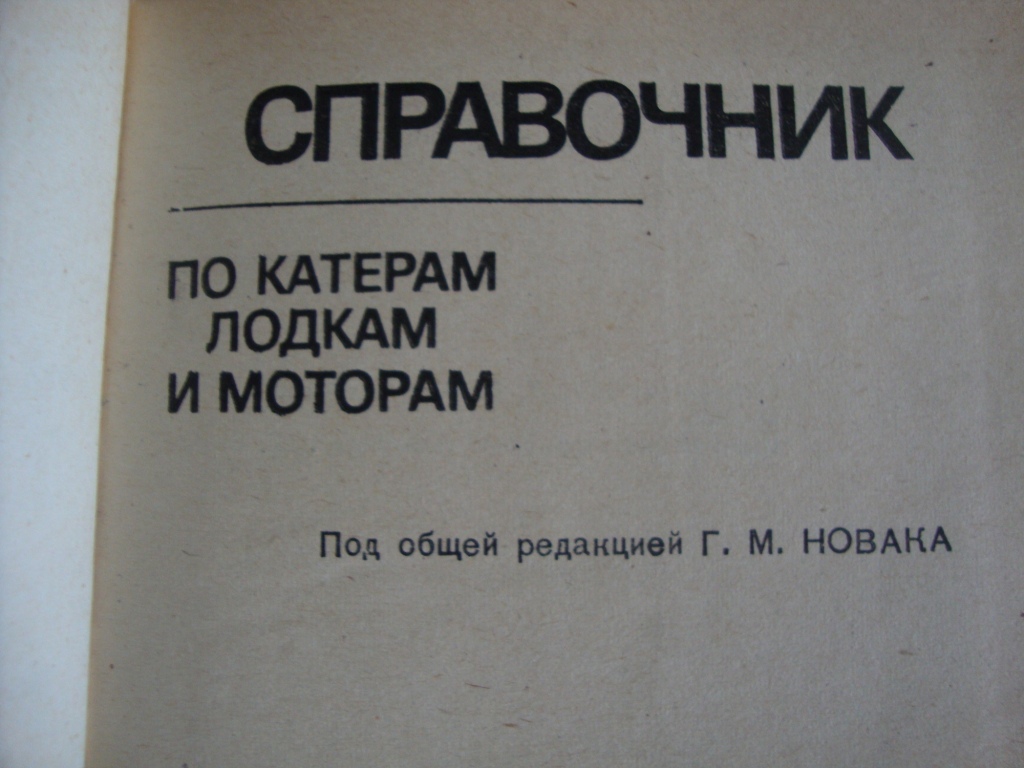 СПРАВОЧНИК
ПО КАТЕРАМ
ЛОДКАМ
И МОТОРАМ
Под общей редакцией Г. М. НОВАКА